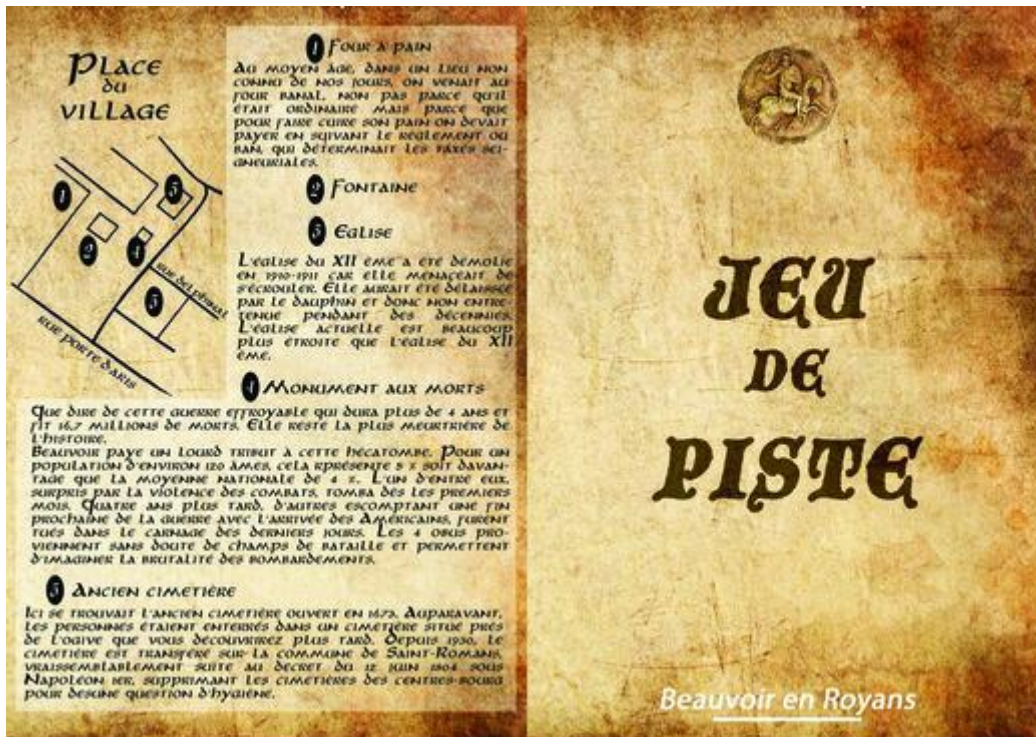 Place
du
village
1
2
3
4
5
rue del phinal
rue porte d'aris
1 Four a pain
Au moyen âge, dans un lieu non
connu de nos jours, on venait au
four banal, non pas parce qu'il
était ordinaire mais parce que
pour faire cuire son pain on devait
payer en suivant le règlement ou
ban, qui déterminait les taxes sei-
gneuriales.
2 Fontaine
3 Eglise
L'église du XII ème a été démolie
en 1910-1911 car elle menaçait de
s'écrouler. Elle aurait été délaissée
par le dauphin et donc non entre-
tenue pendant des décennies.
L'église actuelle est beaucoup
plus étroite que l'église du XII
ème.
4 Monument aux morts
Que dire de cette guerre effroyable qui dura plus de 4 ans et
fit 16,7 millions de morts. Elle reste la plus meurtrière de
l'histoire.
Beauvoir paye un lourd tribut à cette hécatombe. Pour un
population d'environ 120 âmes, cela rprésente 5 % soit davan-
tage que la moyenne nationale de 4 %. L'un d'entre eux,
surpris par la violence des combats, tomba dès les premiers
mois. Quatre ans plus tard, d'autres escomptant une fin
prochaine de la guerre avec l'arrivée des Américains, furent
tués dans le carnage des derniers jours. Les 4 obus pro-
viennent sans doute de champs de bataille et permettent
d'imaginer la brutalité des bombardements.
5 Ancien cimetière
Ici se trouvait l'ancien cimetière ouvert en 1673. Auparavant,
les personnes étaient enterrés dans un cimetière situé près
de l'ogive que vous découvrirez plus tard. Depuis 1930, le
cimetière est transféré sur la commune de Saint-Romans,
vraissemblablement suite au decret du 12 juin 1804 sous
Napoléon Ier, supprimant les cimetières des centres-bourg
pour desune question d'hygiène.
JEU
DE
PISTE
Beauvoir en Royans